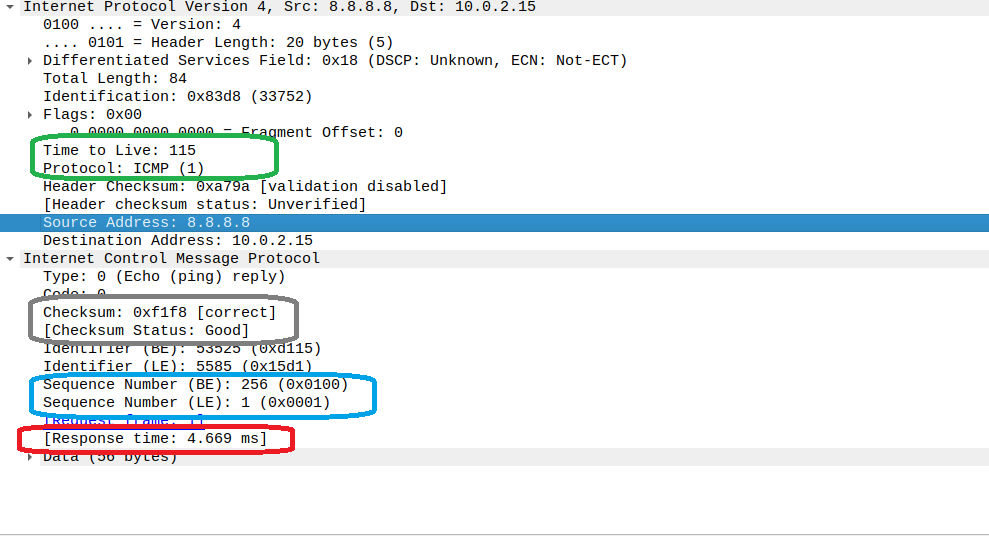 Internet Protocol Version 4, Src: 8.8.8.8, Dst: 10.0.2.15
0100 .... = Version: 4
.... 0101 = Header Length: 20 bytes (5)
Differentiated Services Field: 0x18 (DSCP: Unknown, ECN: Not-ECT)
Total Length: 84
Identification: 0x83d8 (33752)
Flags: 0x00
...0 0000 0000 0000 = Fragment Offset: 0
Time to Live: 115
Protocol: ICMP (1)
Header Checksum: 0xa79a [validation disabled]
[Header checksum status: Unverified]
Source Address: 8.8.8.8
Destination Address: 10.0.2.15
Internet Control Message Protocol
Type: 0 (Echo (ping) reply)
Code: 0
Checksum: 0xf1f8 [correct]
[Checksum Status: Good]
Identifier (BE): 53525 (0xd115)
Identifier (LE): 5585 (0x15d1)
Sequence Number (BE): 256 (0x0100)
Sequence Number (LE): 1 (0x0001)
[Request frame: 1]
[Response time: 4.669 ms]
Data (56 bytes)